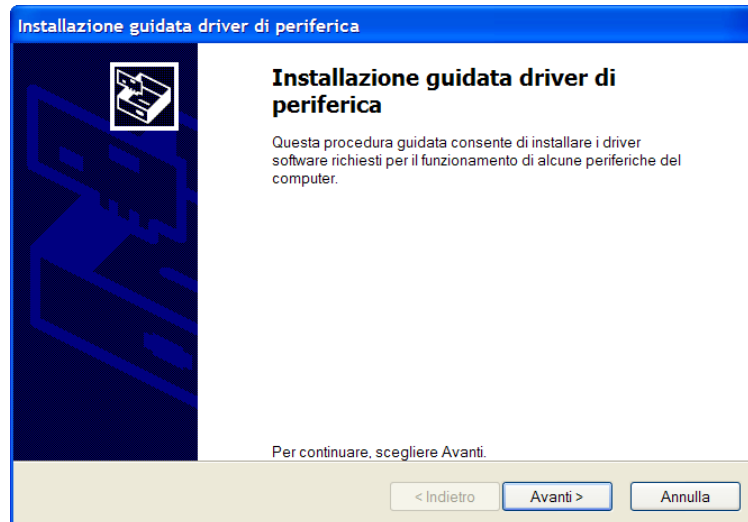 Installazione guidata driver di periferica
Installazione guidata driver di
periferica
Questa procedura guidata consente di installare i driver
software richiesti per il funzionamento di alcune periferiche del
computer.
Per continuare, scegliere Avanti.
< Indietro
Avanti >
Annulla